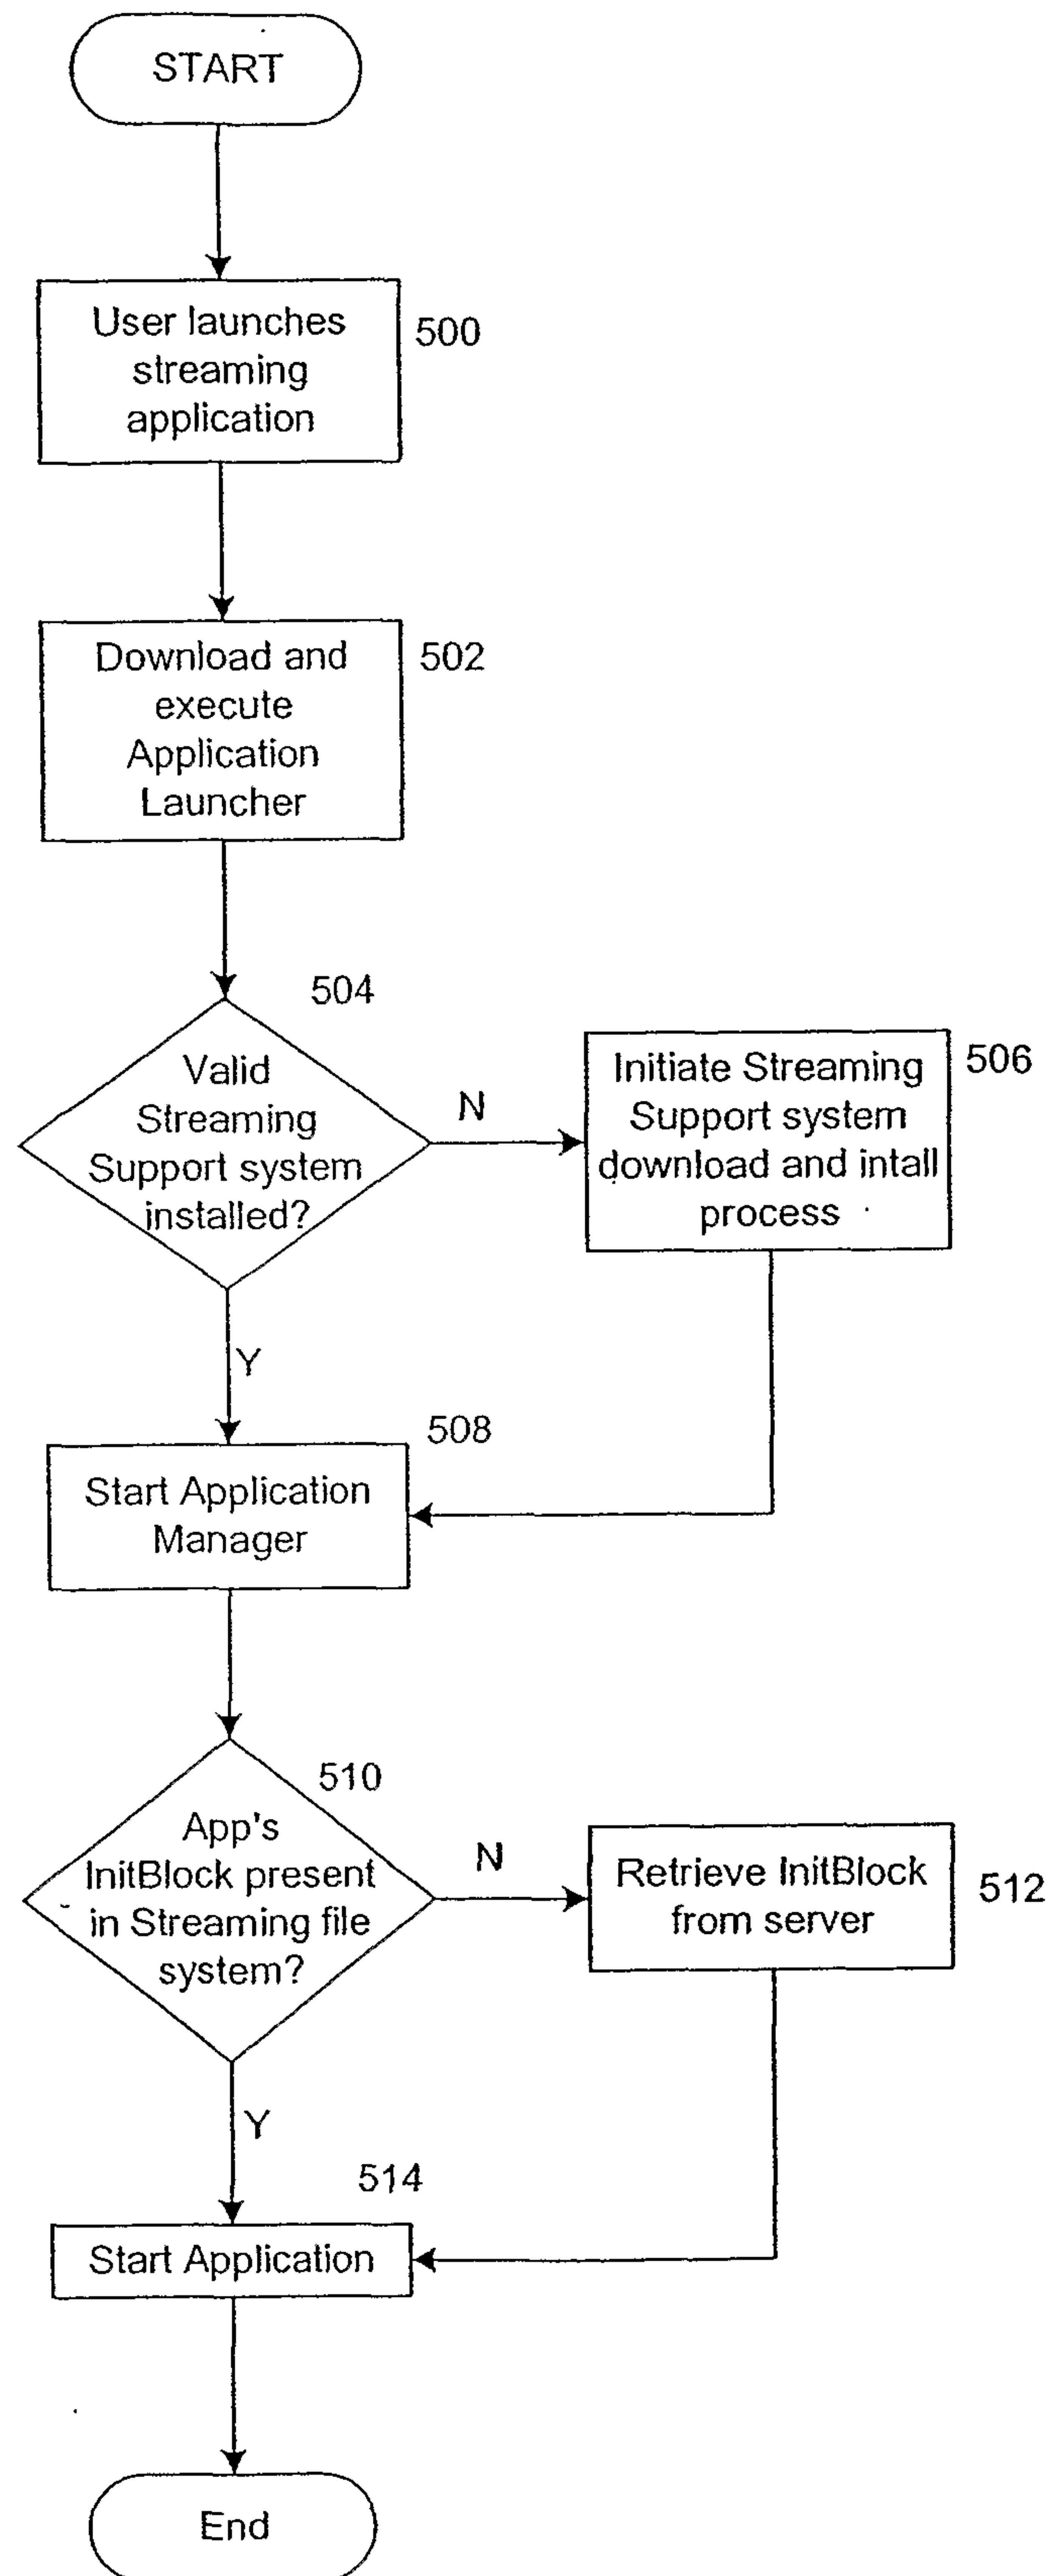 START
User launches
streaming
application
500
Download and
execute
Application
Launcher
502
504
Valid
Streaming
Support system
installed?
N
Initiate Streaming
Support system
download and intall
process
506
Y
508
Start Application
Manager
510
App's
InitBlock present
in Streaming file
system?
N
Retrieve InitBlock
from server
512
Y
514
Start Application
End